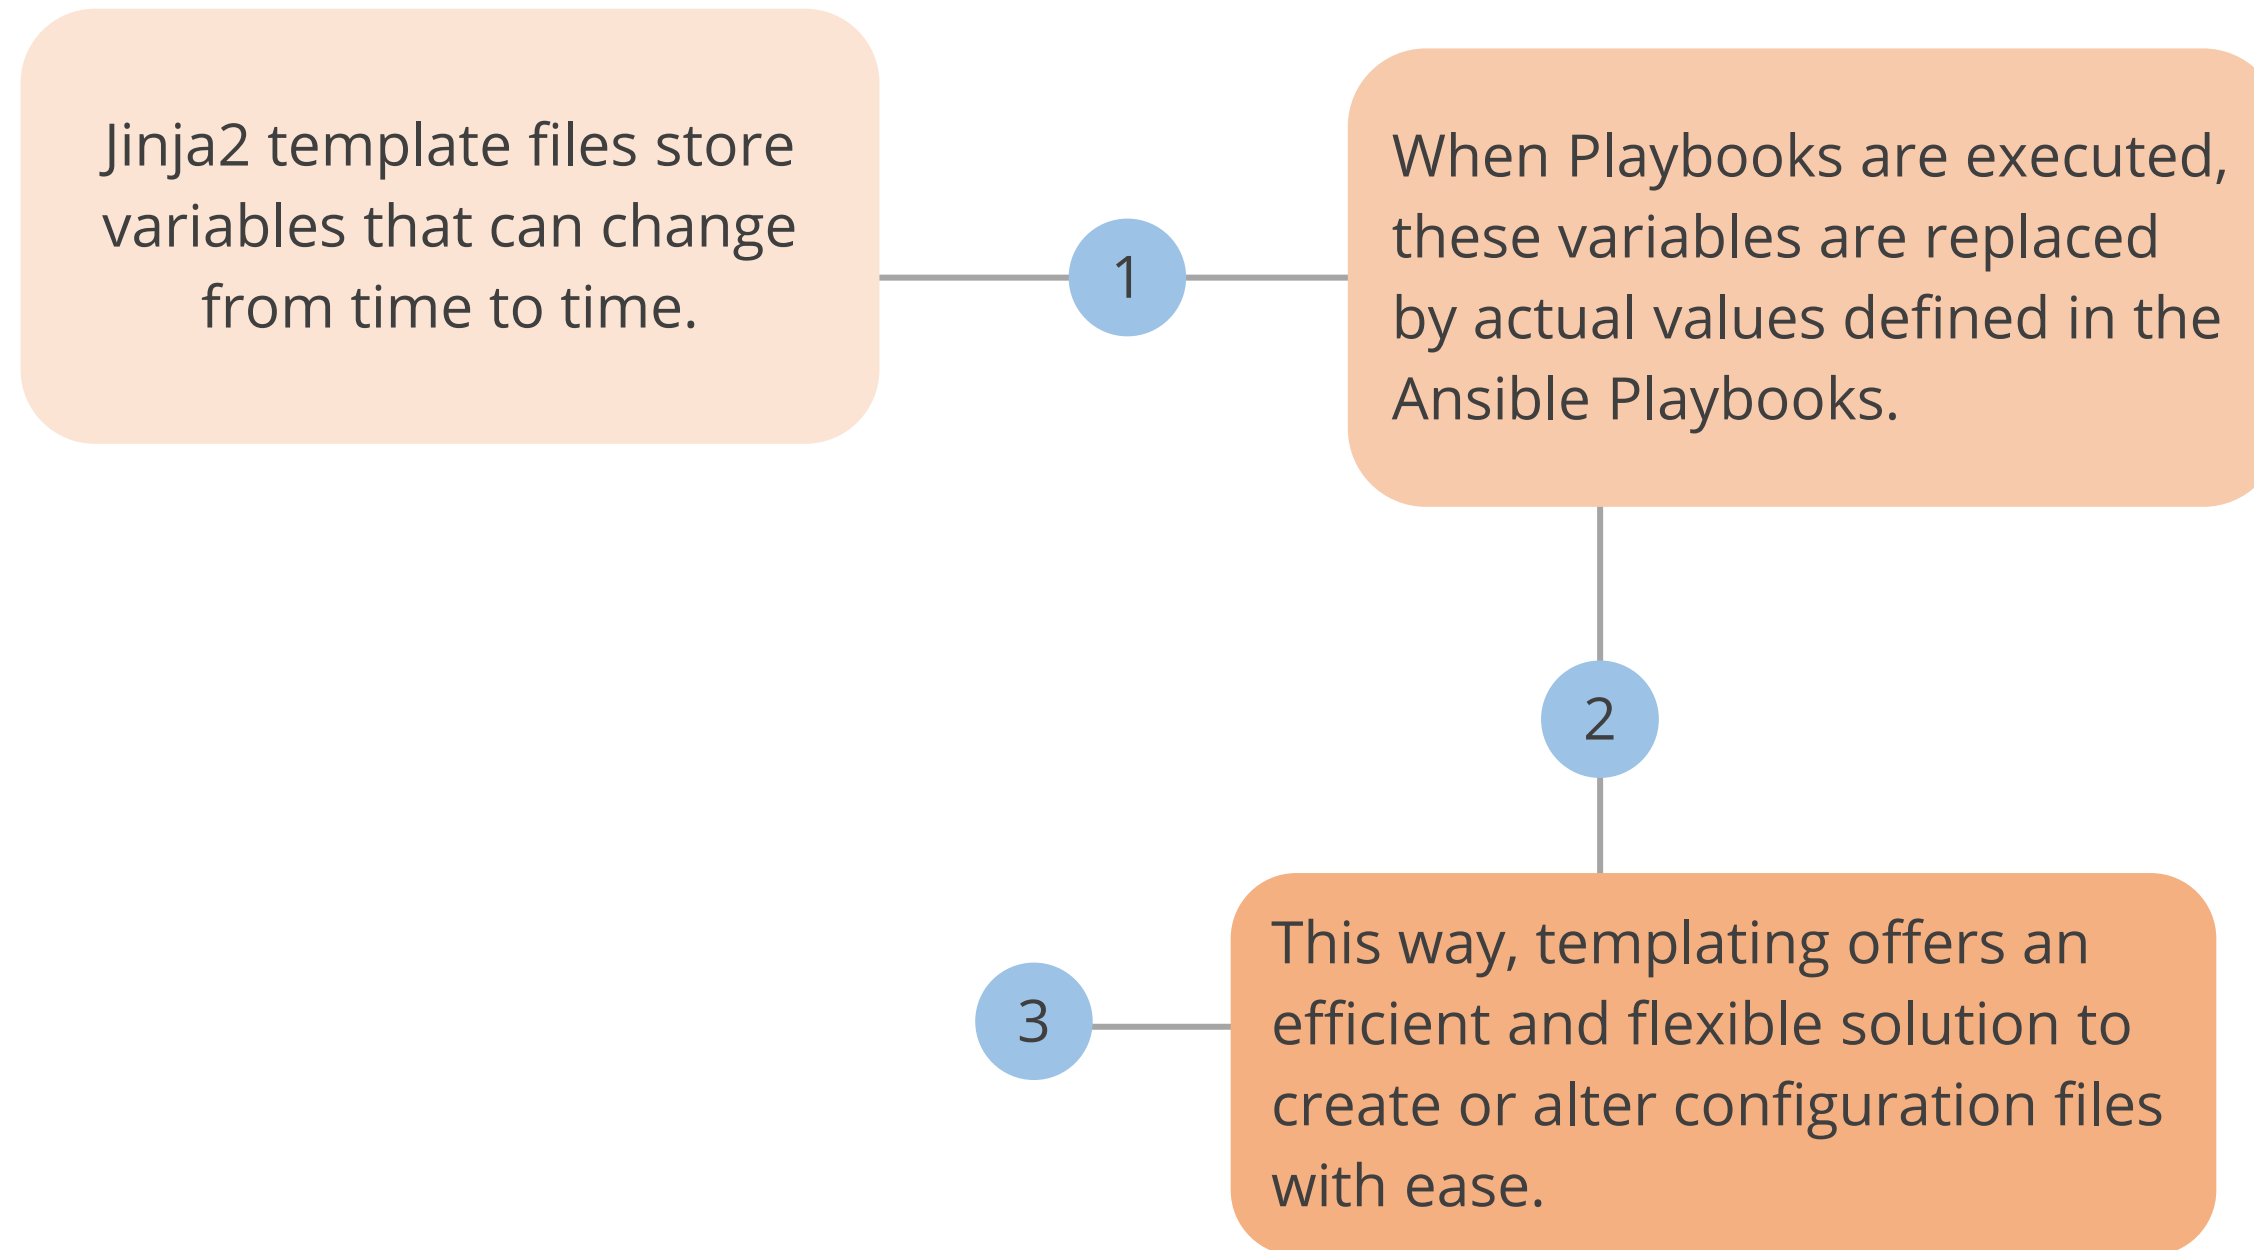 Jinja2 template files store
variables that can change
from time to time.
1
When Playbooks are executed,
these variables are replaced
by actual values defined in the
Ansible Playbooks.
2
This way, templating offers an
efficient and flexible solution to
create or alter configuration files
with ease.
3